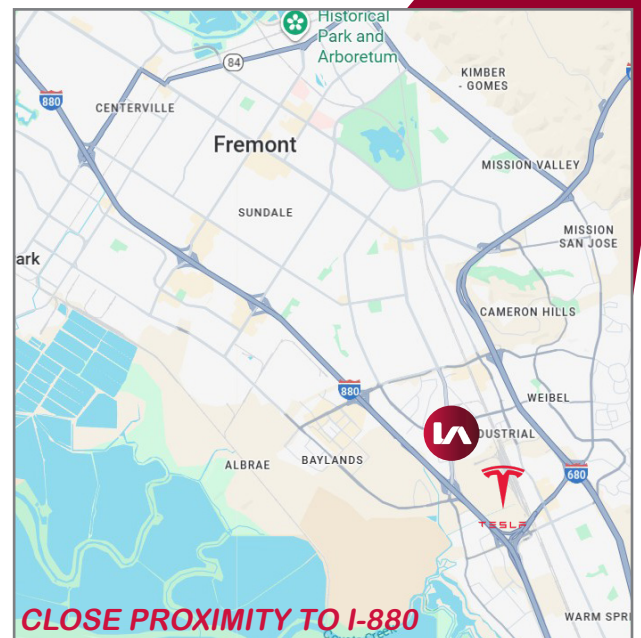 Historical
Park and
Arboretum
84
KIMBER
- GOMES
880
CENTERVILLE
Fremont
MISSION VALLEY
SUNDALE
MISSION
SAN JOSE
ark
CAMERON HILLS
880
WEIBEL
DUSTRIAL
BAYLANDS
ALBRAE
680
TESLA
WARM SPRI
CLOSE PROXIMITY TO I-880